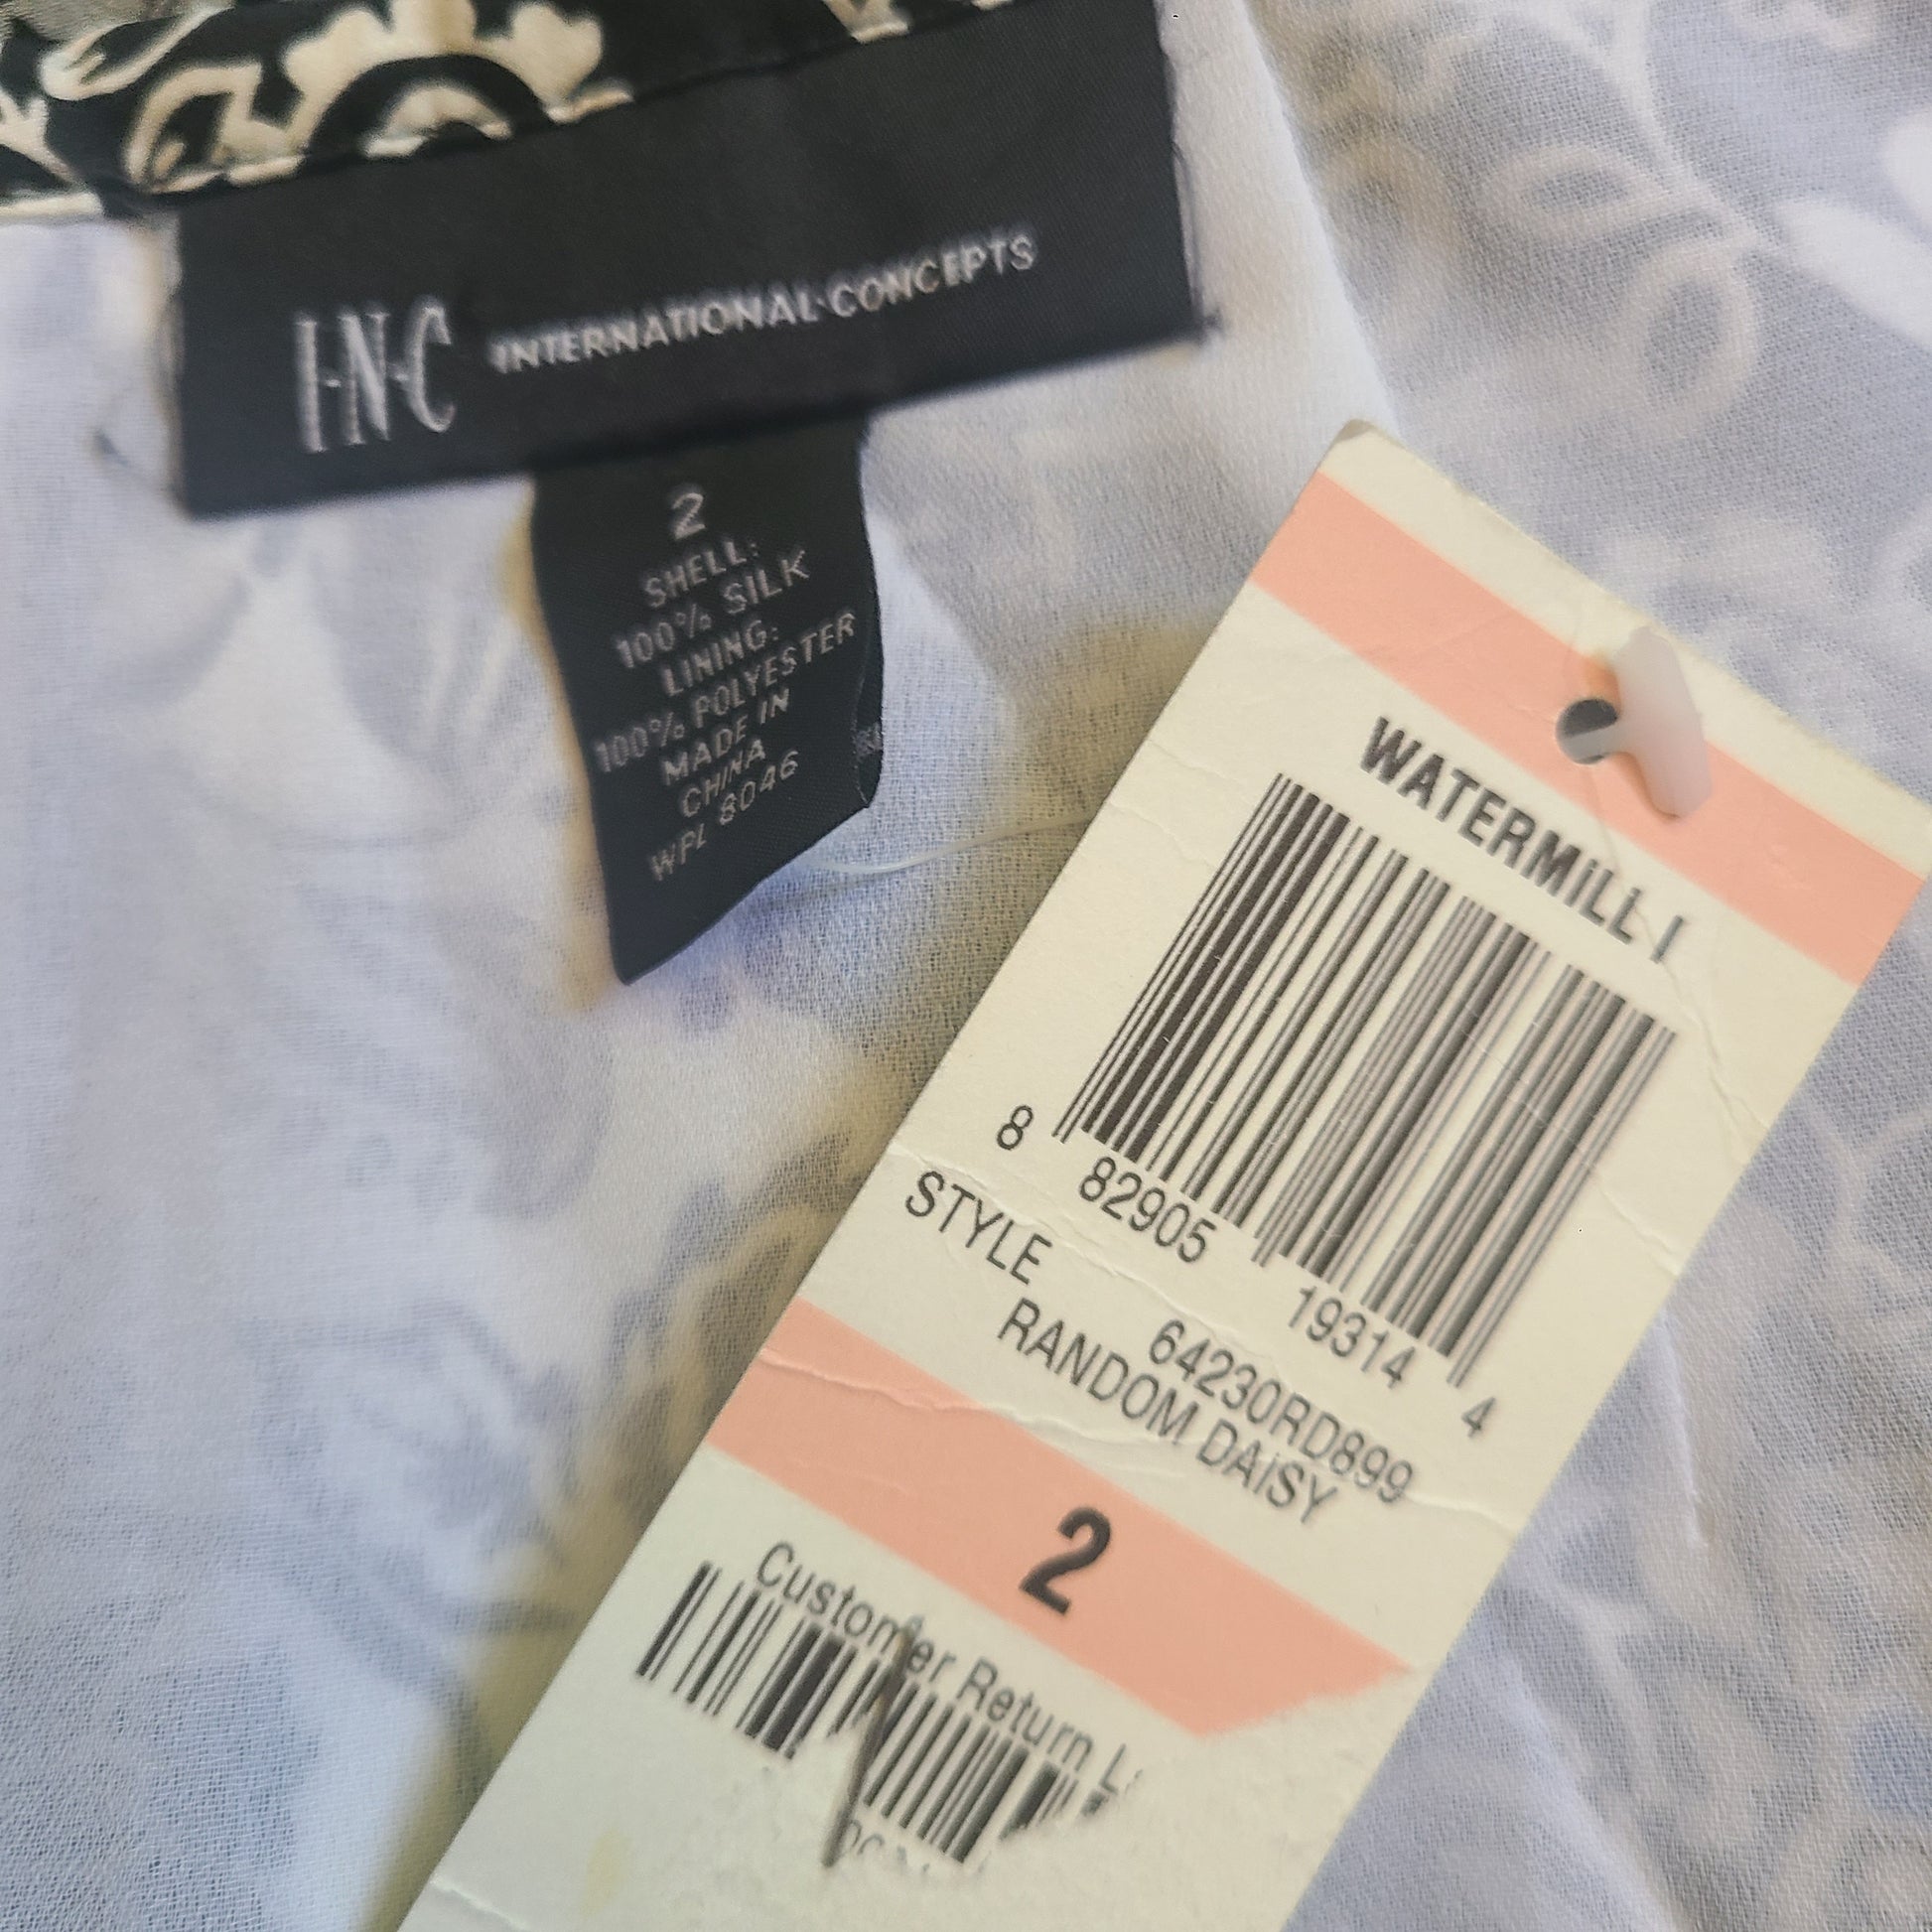 I·N·C INTERNATIONAL·CONCEPTS
2
SHELL:
100% SILK
LINING:
100% POLYESTER
MADE IN
CHINA
WPL 8046
WATERMiLL I
8 82905 19314 4
STYLE 64230RD899
RANDOM DAiSY
2
Customer Return